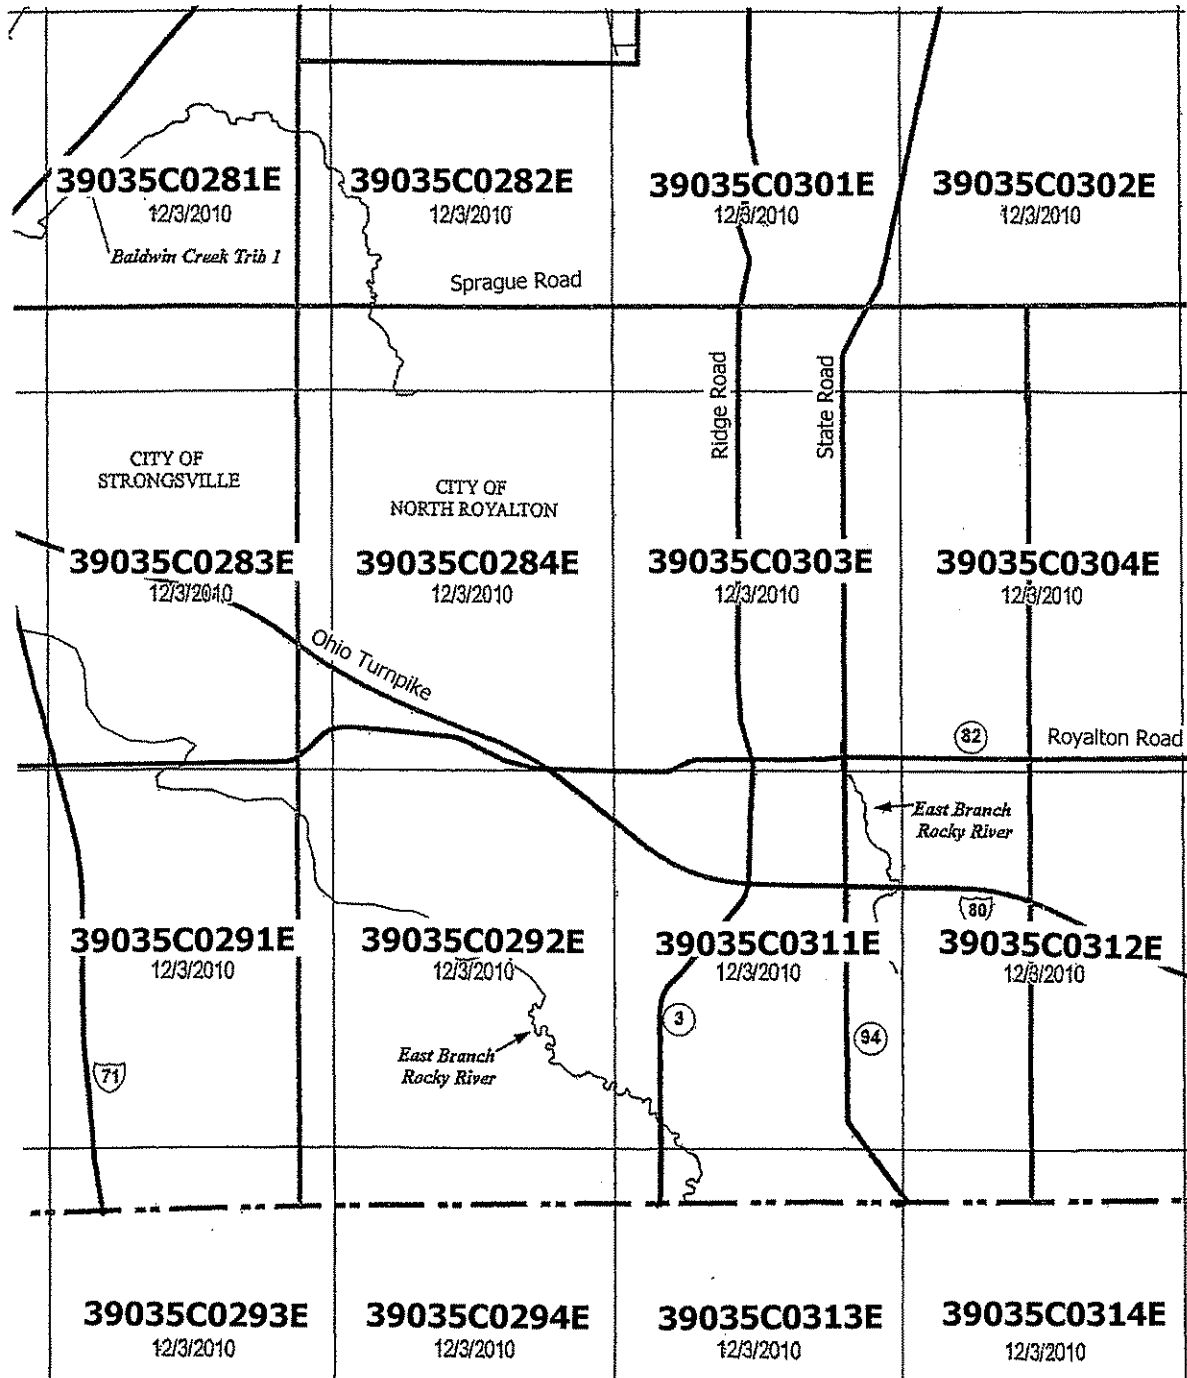 39035C0281E
12/3/2010
39035C0282E
12/3/2010
39035C0301E
12/3/2010
39035C0302E
12/3/2010
Baldwin Creek Trib 1
Sprague Road
Ridge Road
State Road
CITY OF
STRONGSVILLE
CITY OF
NORTH ROYALTON
39035C0283E
12/3/2010
39035C0284E
12/3/2010
39035C0303E
12/3/2010
39035C0304E
12/3/2010
Ohio Turnpike
82
Royalton Road
East Branch
Rocky River
80
39035C0291E
12/3/2010
39035C0292E
12/3/2010
39035C0311E
12/3/2010
39035C0312E
12/3/2010
3
94
East Branch
Rocky River
71
39035C0293E
12/3/2010
39035C0294E
12/3/2010
39035C0313E
12/3/2010
39035C0314E
12/3/2010